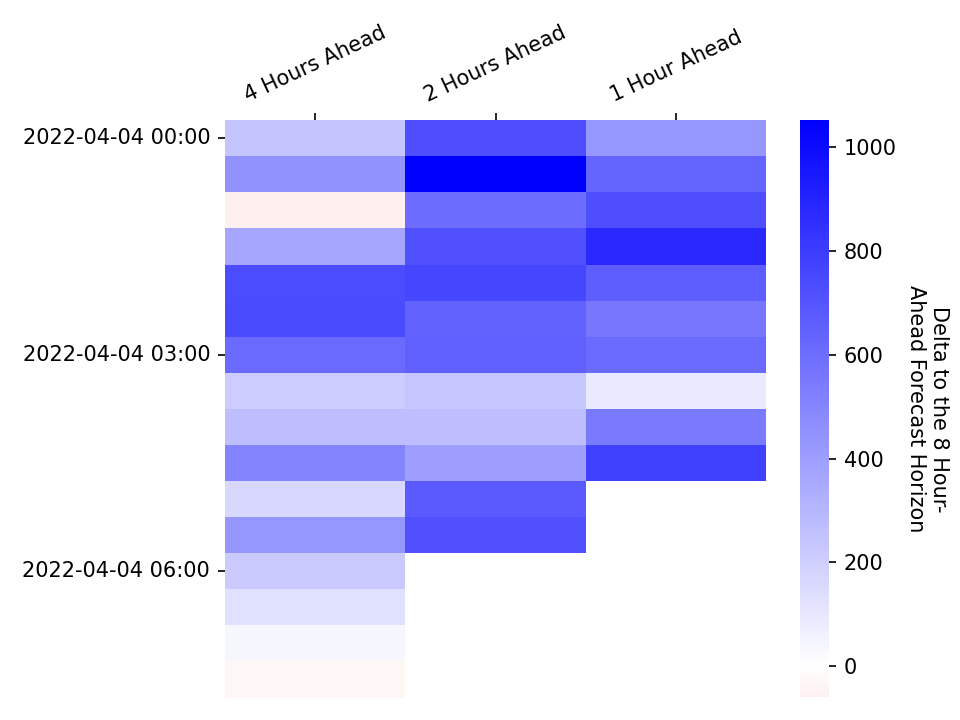 4 Hours Ahead
2 Hours Ahead
1 Hour Ahead
2022-04-04 00:00
2022-04-04 03:00
2022-04-04 06:00
1000
800
600
400
200
0
Delta to the 8 Hour-
Ahead Forecast Horizon